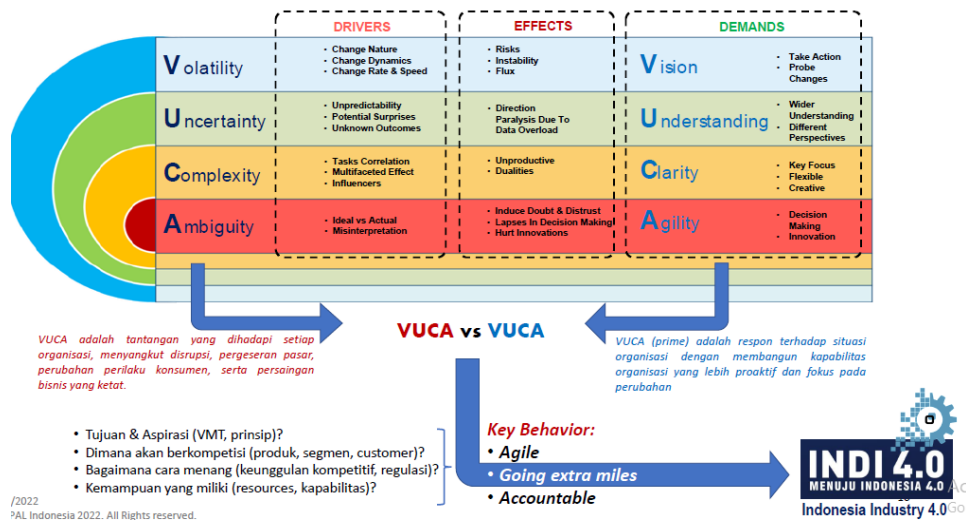 DRIVERS
EFFECTS
DEMANDS
Volatility
• Change Nature
• Change Dynamics
• Change Rate & Speed
• Risks
• Instability
• Flux
Vision
• Take Action
• Probe
Changes
Uncertainty
• Unpredictability
• Potential Surprises
• Unknown Outcomes
• Direction
Paralysis Due To
Data Overload
Understanding
• Wider
Understanding
• Different
Perspectives
Complexity
• Tasks Correlation
• Multifaceted Effect
• Influencers
• Unproductive
• Dualities
Clarity
• Key Focus
• Flexible
• Creative
Ambiguity
• Ideal vs Actual
• Misinterpretation
• Induce Doubt & Distrust
• Lapses In Decision Making
• Hurt Innovations
Agility
• Decision
Making
• Innovation
VUCA vs VUCA
VUCA adalah tantangan yang dihadapi setiap
organisasi, menyangkut disrupsi, pergeseran pasar,
perubahan perilaku konsumen, serta persaingan
bisnis yang ketat.
VUCA (prime) adalah respon terhadap situasi
organisasi dengan membangun kapabilitas
organisasi yang lebih proaktif dan fokus pada
perubahan
• Tujuan & Aspirasi (VMT, prinsip)?
• Dimana akan berkompetisi (produk, segmen, customer)?
• Bagaimana cara menang (keunggulan kompetitif, regulasi)?
• Kemampuan yang miliki (resources, kapabilitas)?
Key Behavior:
• Agile
• Going extra miles
• Accountable
INDI 4.0
MENUJU INDONESIA 4.0
Indonesia Industry 4.0
/2022
PAL Indonesia 2022. All Rights reserved.